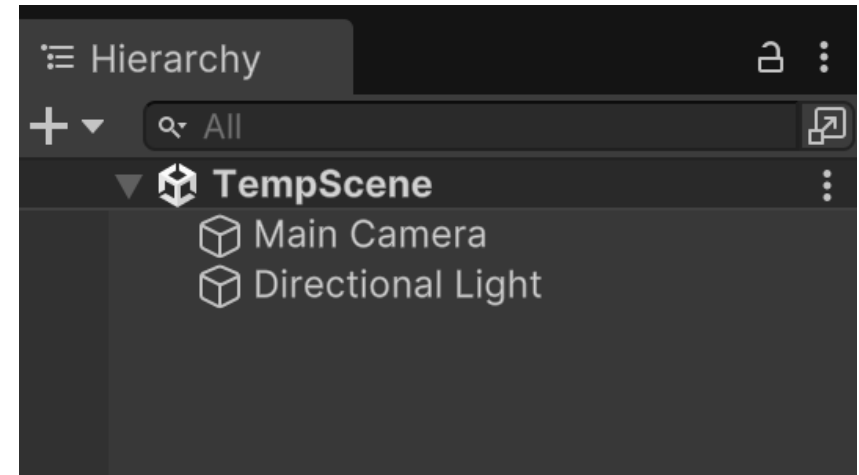 Hierarchy
All
TempScene
Main Camera
Directional Light